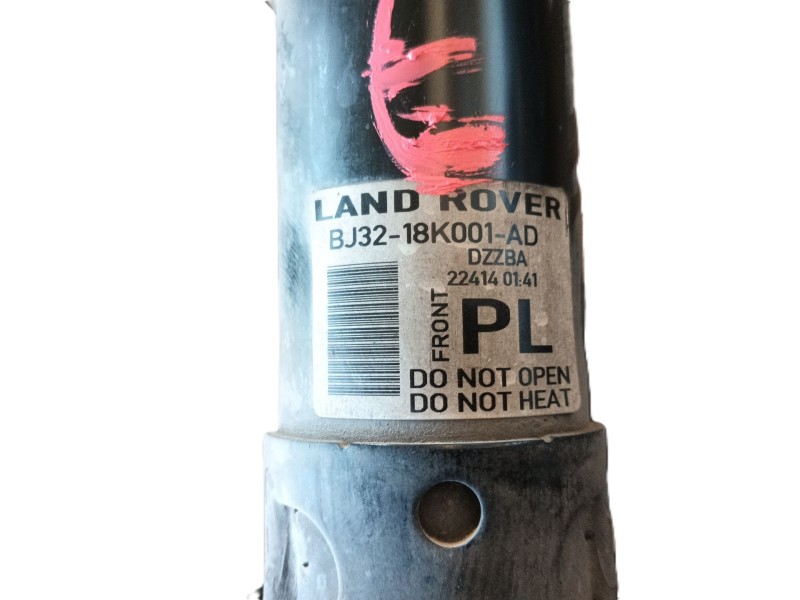 LAND ROVER
BJ32-18K001-AD
DZZBA
22414 01:41
FRONT
PL
DO NOT OPEN
DO NOT HEAT